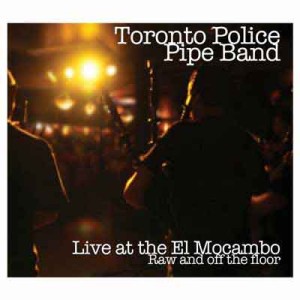 Toronto Police
Pipe Band
Live at the El Mocambo
Raw and off the floor